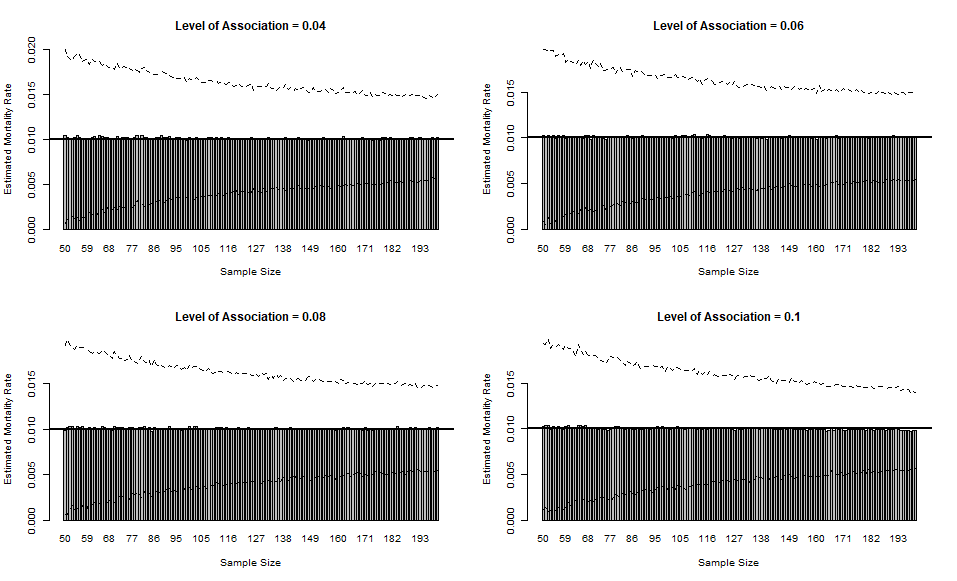 Level of Association = 0.04
Estimated Mortality Rate
0.020
0.015
0.010
0.005
0.000
50 59 68 77 86 95 105 116 127 138 149 160 171 182 193
Sample Size
Level of Association = 0.06
Estimated Mortality Rate
0.015
0.010
0.005
0.000
50 59 68 77 86 95 105 116 127 138 149 160 171 182 193
Sample Size
Level of Association = 0.08
Estimated Mortality Rate
0.015
0.010
0.005
0.000
50 59 68 77 86 95 105 116 127 138 149 160 171 182 193
Sample Size
Level of Association = 0.1
Estimated Mortality Rate
0.015
0.010
0.005
0.000
50 59 68 77 86 95 105 116 127 138 149 160 171 182 193
Sample Size